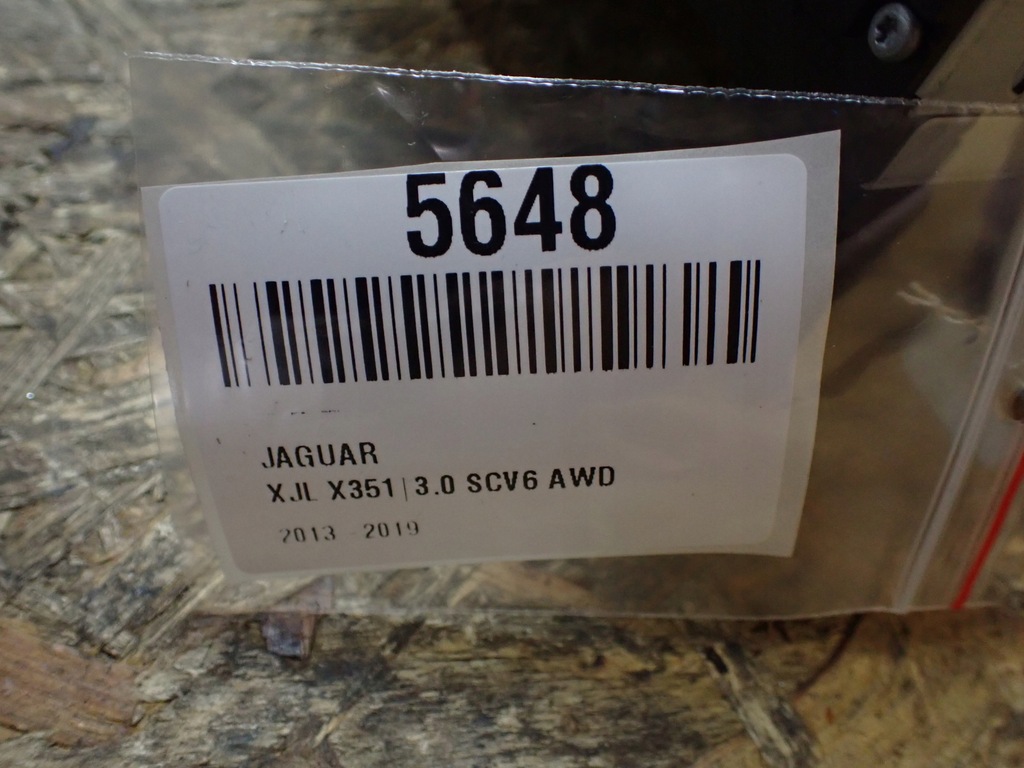 5648
JAGUAR
XJL X351 | 3.0 SCV6 AWD
2013 - 2019